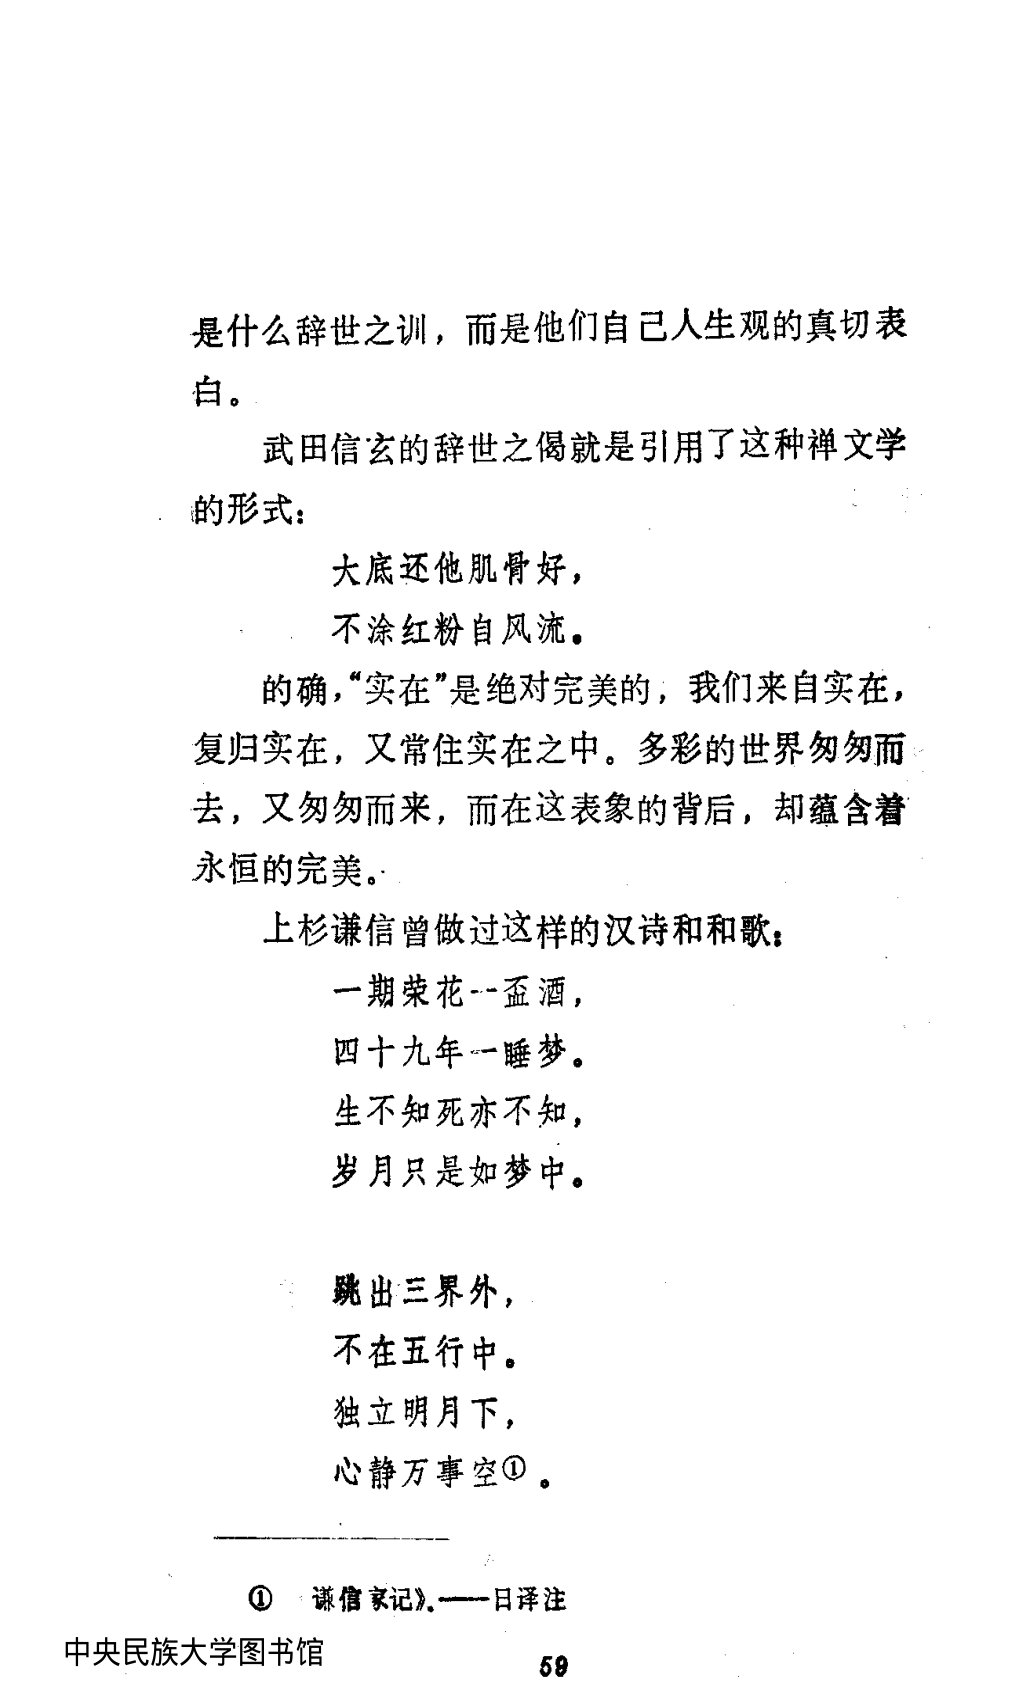 是什么辞世之训，而是他们自己人生观的真切表
白。
武田信玄的辞世之偈就是引用了这种禅文学
的形式：
大底还他肌骨好，
不涂红粉自风流。
的确，“实在”是绝对完美的，我们来自实在，
复归实在，又常住实在之中。多彩的世界匆匆而
去，又匆匆而来，而在这表象的背后，却蕴含着
永恒的完美。
上杉谦信曾做过这样的汉诗和和歌：
一期荣花一盃酒，
四十九年一睡梦。
生不知死亦不知，
岁月只是如梦中。
跳出三界外，
不在五行中。
独立明月下，
心静万事空①。
① 谦信家记》.——日译注
中央民族大学图书馆
59